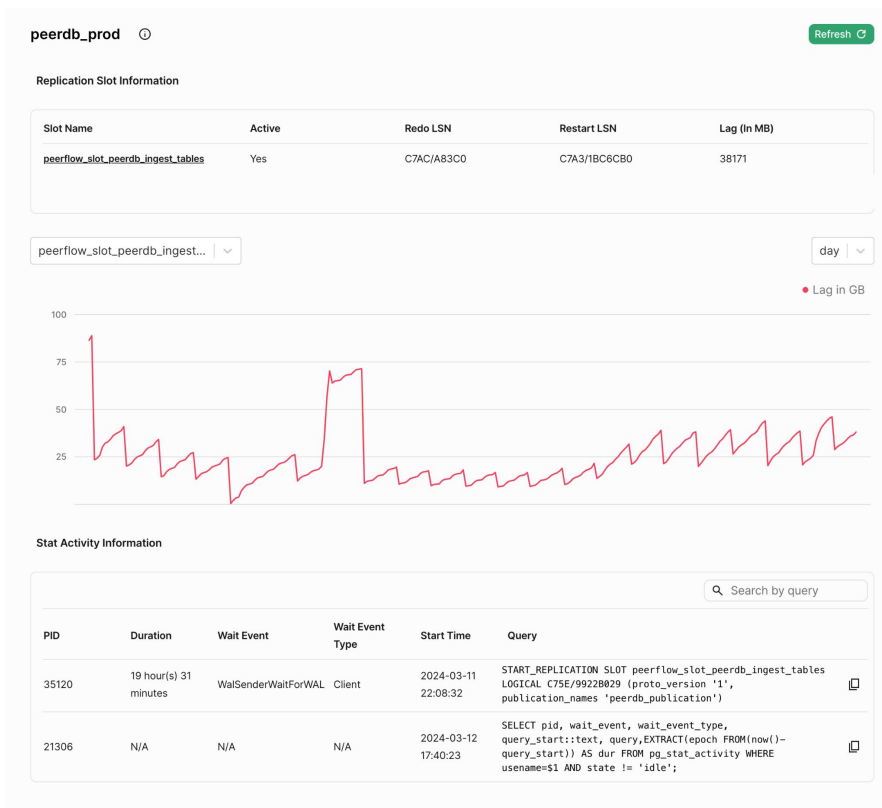 peerdb_prod
Refresh
Replication Slot Information
Slot Name Active Redo LSN Restart LSN Lag (In MB)
peerflow_slot_peerdb_ingest_tables Yes C7AC/A83C0 C7A3/1BC6CB0 38171
peerflow_slot_peerdb_ingest... day
Lag in GB
100
75
50
25
Stat Activity Information
Search by query
PID Duration Wait Event Wait Event Type Start Time Query
35120
19 hour(s) 31
minutes
WalSenderWaitForWAL Client
2024-03-11
22:08:32
START_REPLICATION SLOT peerflow_slot_peerdb_ingest_tables
LOGICAL C75E/9922B029 (proto_version '1',
publication_names 'peerdb_publication')
21306 N/A N/A N/A
2024-03-12
17:40:23
SELECT pid, wait_event, wait_event_type,
query_start::text, query,EXTRACT(epoch FROM(now()-
query_start)) AS dur FROM pg_stat_activity WHERE
usename=$1 AND state != 'idle';